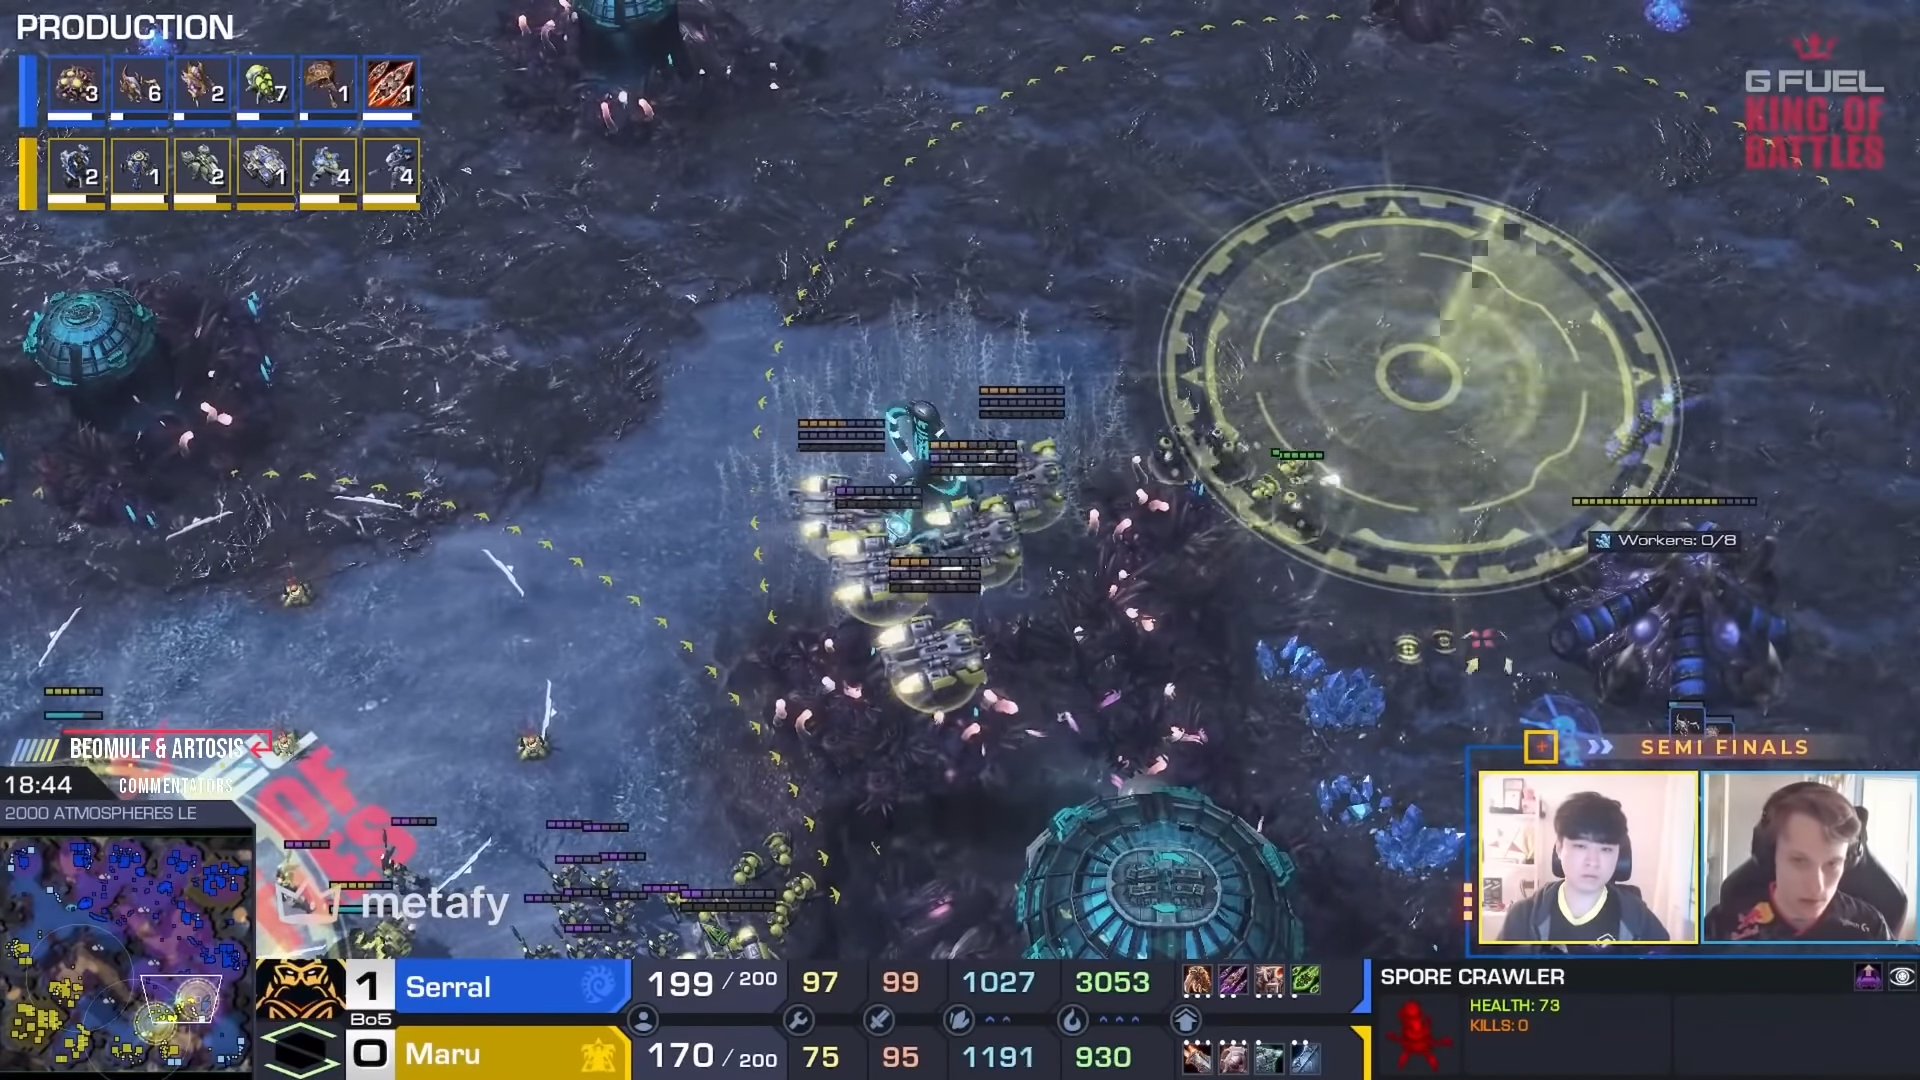 PRODUCTION
3 6 2 7 1 1
2 1 2 1 4 4
G FUEL
KING OF
BATTLES
Workers: 0/8
BEOMULF & ARTOSIS
COMMENTATORS
18:44
2000 ATMOSPHERES LE
metafy
SEMI FINALS
1 Serral 199 / 200 97 99 1027 3053
Bo5
0 Maru 170 / 200 75 95 1191 930
SPORE CRAWLER
HEALTH: 73
KILLS: 0